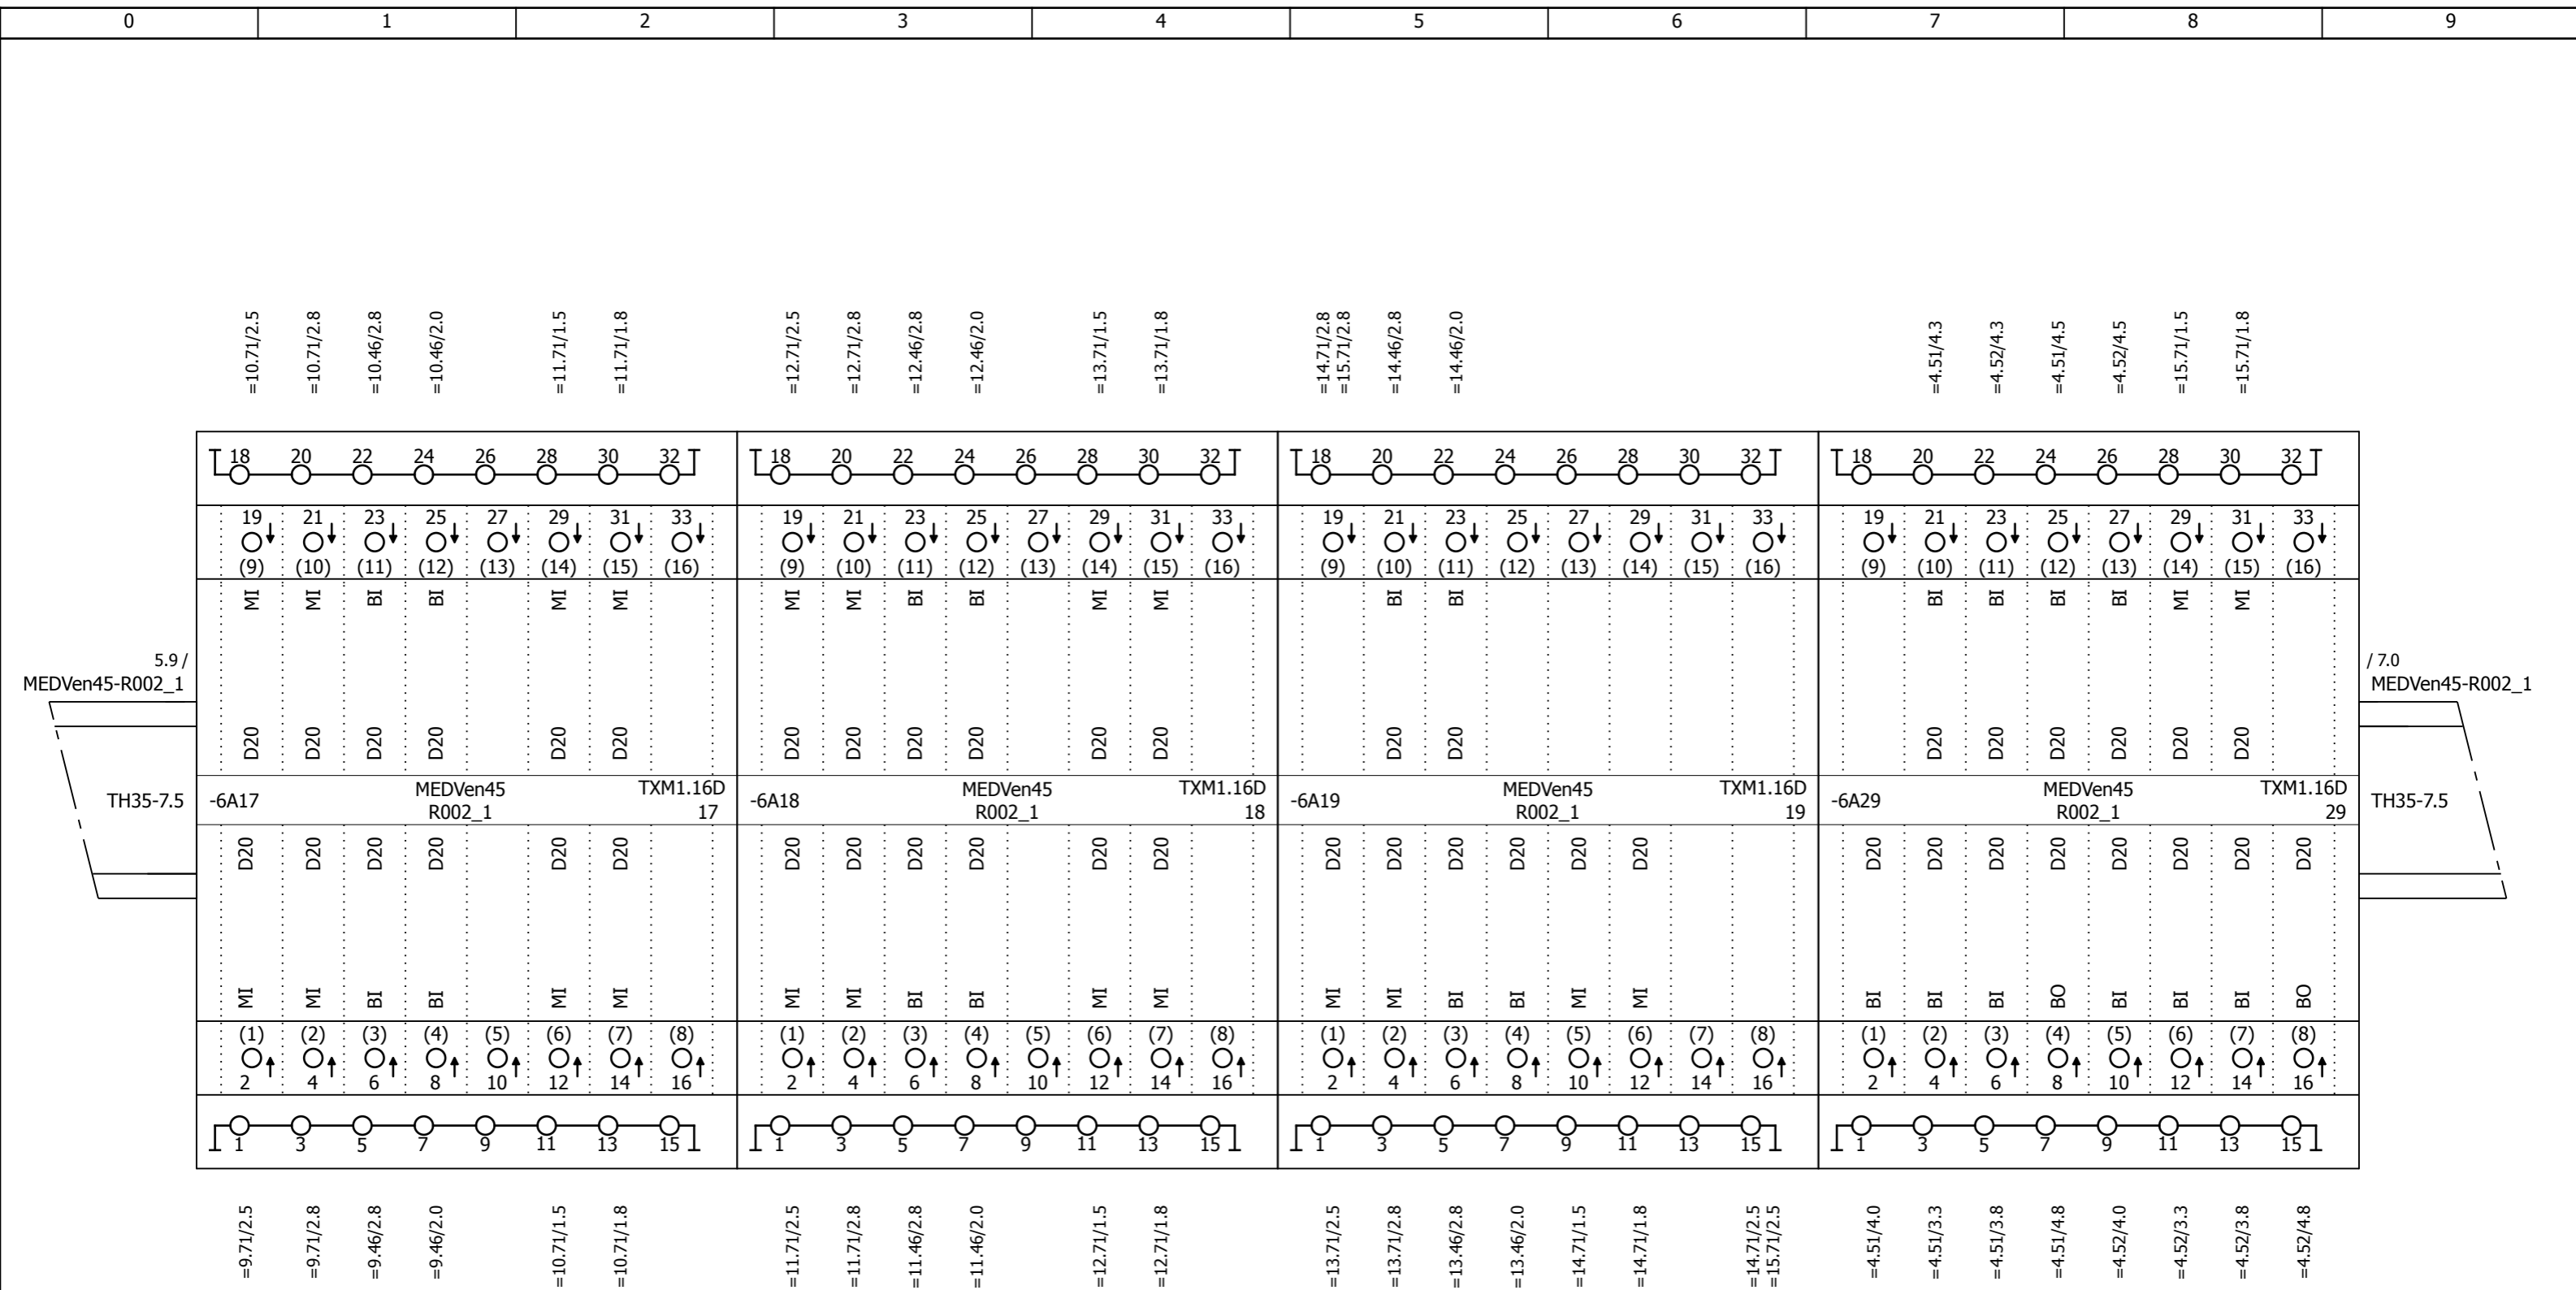 0 1 2 3 4 5 6 7 8 9
=10.71/2.5 =10.71/2.8 =10.46/2.8 =10.46/2.0 =11.71/1.5 =11.71/1.8 =12.71/2.5 =12.71/2.8 =12.46/2.8 =12.46/2.0 =13.71/1.5 =13.71/1.8 =14.71/2.8 =15.71/2.8 =14.46/2.8 =14.46/2.0 =4.51/4.3 =4.52/4.3 =4.51/4.5 =4.52/4.5 =15.71/1.5 =15.71/1.8
18 20 22 24 26 28 30 32 18 20 22 24 26 28 30 32 18 20 22 24 26 28 30 32 18 20 22 24 26 28 30 32
19 21 23 25 27 29 31 33 19 21 23 25 27 29 31 33 19 21 23 25 27 29 31 33 19 21 23 25 27 29 31 33
(9) (10) (11) (12) (13) (14) (15) (16) (9) (10) (11) (12) (13) (14) (15) (16) (9) (10) (11) (12) (13) (14) (15) (16) (9) (10) (11) (12) (13) (14) (15) (16)
MI MI BI BI MI MI MI MI BI BI MI MI BI BI BI BI BI BI MI MI
5.9 / / 7.0
MEDVen45-R002_1 MEDVen45-R002_1
D20 D20 D20 D20 D20 D20 D20 D20 D20 D20 D20 D20 D20 D20 D20 D20 D20 D20 D20 D20
TH35-7.5 -6A17 MEDVen45 TXM1.16D -6A18 MEDVen45 TXM1.16D -6A19 MEDVen45 TXM1.16D -6A29 MEDVen45 TXM1.16D TH35-7.5
R002_1 17 R002_1 18 R002_1 19 R002_1 29
D20 D20 D20 D20 D20 D20 D20 D20 D20 D20 D20 D20 D20 D20 D20 D20 D20 D20 D20 D20 D20 D20 D20 D20 D20 D20
MI MI BI BI MI MI MI MI BI BI MI MI MI MI BI BI MI MI BI BI BI BO BI BI BI BO
(1) (2) (3) (4) (5) (6) (7) (8) (1) (2) (3) (4) (5) (6) (7) (8) (1) (2) (3) (4) (5) (6) (7) (8) (1) (2) (3) (4) (5) (6) (7) (8)
2 4 6 8 10 12 14 16 2 4 6 8 10 12 14 16 2 4 6 8 10 12 14 16 2 4 6 8 10 12 14 16
1 3 5 7 9 11 13 15 1 3 5 7 9 11 13 15 1 3 5 7 9 11 13 15 1 3 5 7 9 11 13 15
=9.71/2.5 =9.71/2.8 =9.46/2.8 =9.46/2.0 =10.71/1.5 =10.71/1.8 =11.71/2.5 =11.71/2.8 =11.46/2.8 =11.46/2.0 =12.71/1.5 =12.71/1.8 =13.71/2.5 =13.71/2.8 =13.46/2.8 =13.46/2.0 =14.71/1.5 =14.71/1.8 =14.71/2.5 =15.71/2.5 =4.51/4.0 =4.51/3.3 =4.51/3.8 =4.51/4.8 =4.52/4.0 =4.52/3.3 =4.52/3.8 =4.52/4.8